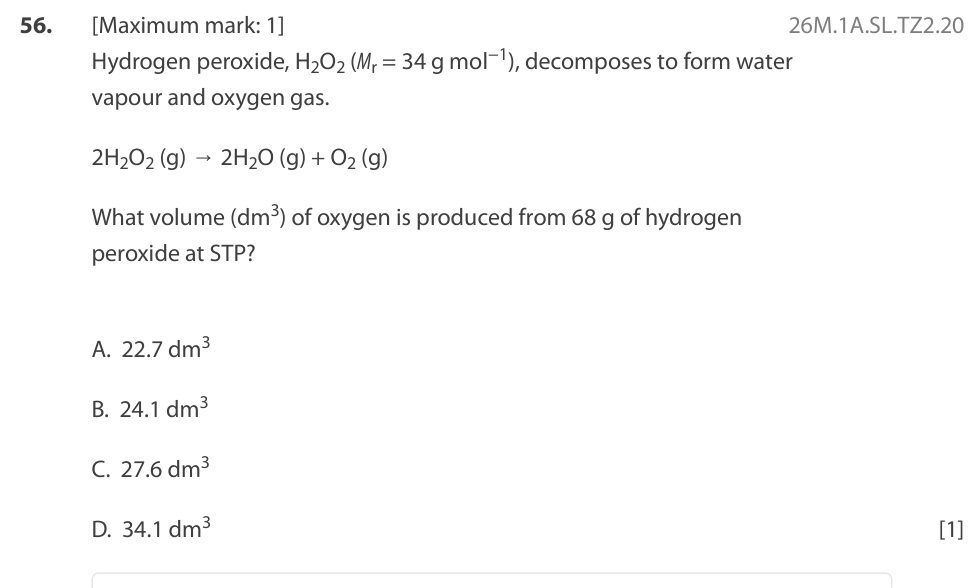 56. [Maximum mark: 1] 26M.1A.SL.TZ2.20
Hydrogen peroxide, H₂O₂ (Mᵣ = 34 g mol⁻¹), decomposes to form water
vapour and oxygen gas.
2H₂O₂ (g) → 2H₂O (g) + O₂ (g)
What volume (dm³) of oxygen is produced from 68 g of hydrogen
peroxide at STP?
A. 22.7 dm³
B. 24.1 dm³
C. 27.6 dm³
D. 34.1 dm³ [1]